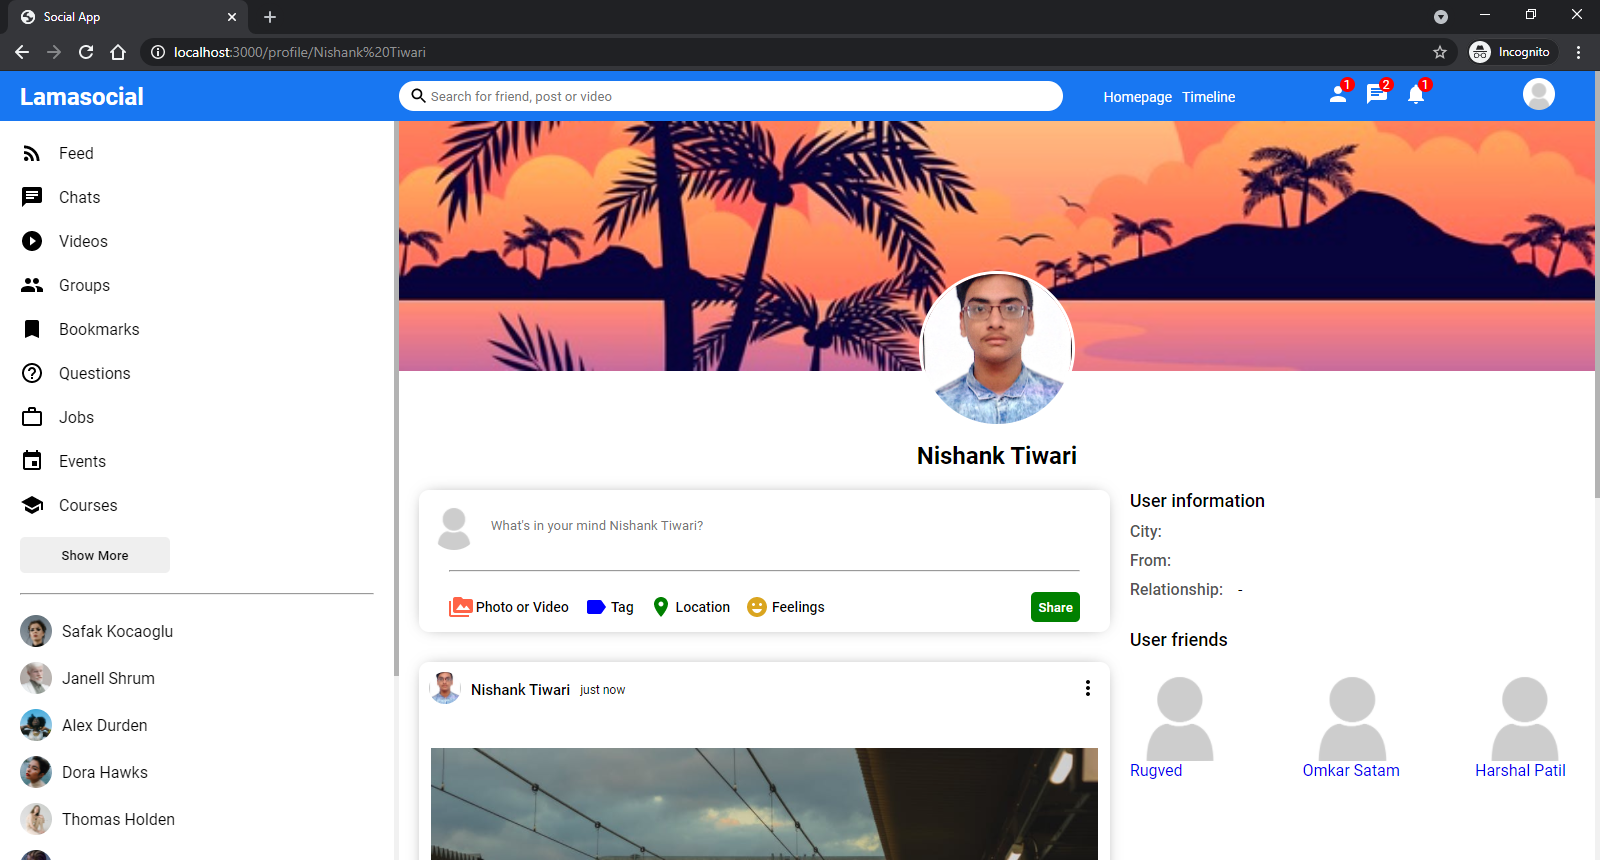 Social App
localhost:3000/profile/Nishank%20Tiwari
Incognito
Lamasocial
Search for friend, post or video
Homepage Timeline
1 2 1
Feed
Chats
Videos
Groups
Bookmarks
Questions
Jobs
Events
Courses
Show More
Safak Kocaoglu
Janell Shrum
Alex Durden
Dora Hawks
Thomas Holden
Nishank Tiwari
What's in your mind Nishank Tiwari?
Photo or Video Tag Location Feelings Share
Nishank Tiwari just now
User information
City:
From:
Relationship: -
User friends
Rugved Omkar Satam Harshal Patil